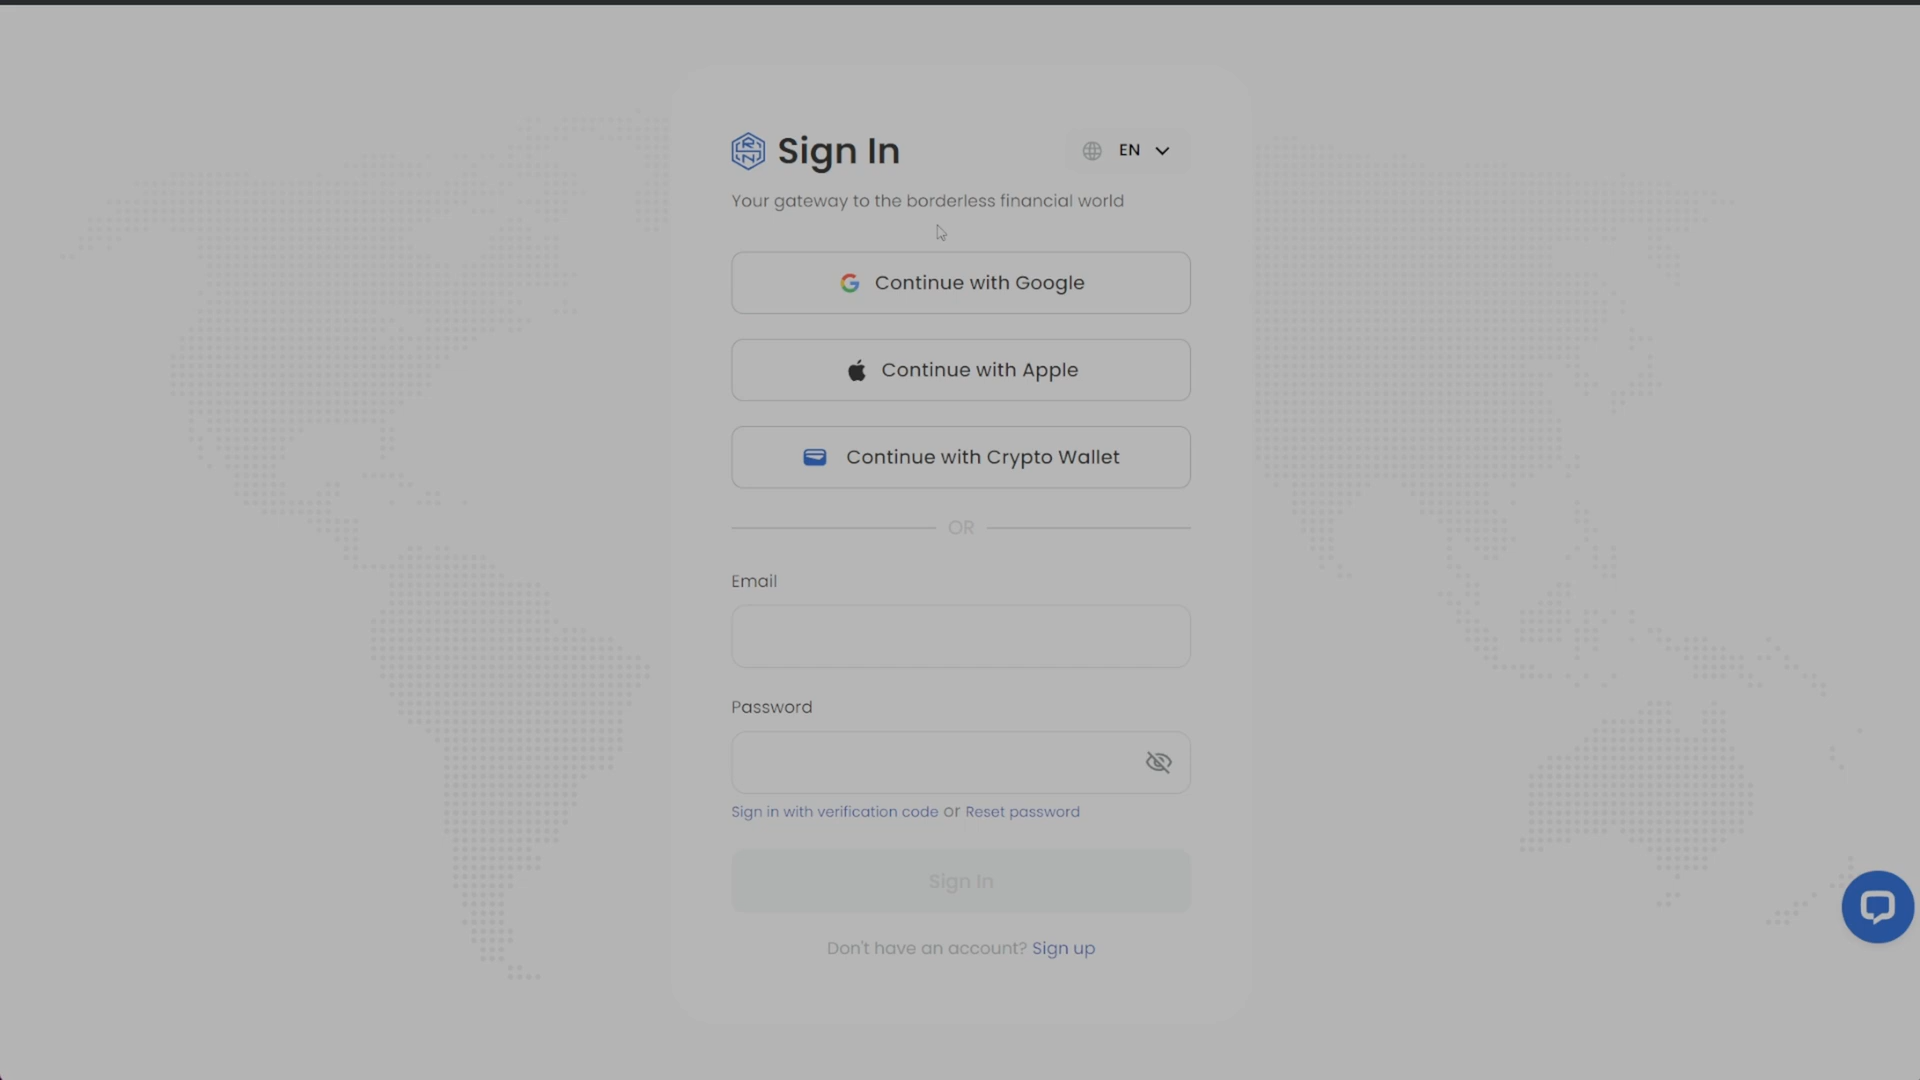 Sign In
EN
Your gateway to the borderless financial world
Continue with Google
Continue with Apple
Continue with Crypto Wallet
OR
Email
Password
Sign in with verification code or Reset password
Sign In
Don't have an account? Sign up